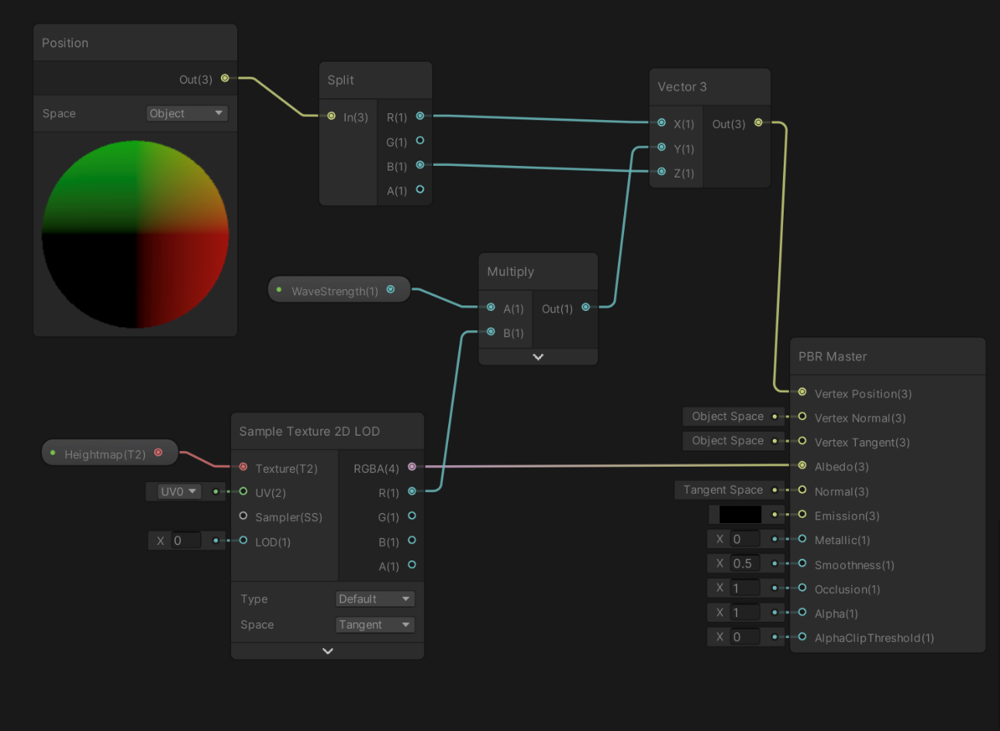 Position
Out(3)
Space
Object
Split
In(3)
R(1)
G(1)
B(1)
A(1)
Vector 3
X(1)
Y(1)
Z(1)
Out(3)
WaveStrength(1)
Multiply
A(1)
B(1)
Out(1)
Heightmap(T2)
UV0
X 0
Sample Texture 2D LOD
Texture(T2)
UV(2)
Sampler(SS)
LOD(1)
RGBA(4)
R(1)
G(1)
B(1)
A(1)
Type
Default
Space
Tangent
PBR Master
Vertex Position(3)
Object Space
Vertex Normal(3)
Object Space
Vertex Tangent(3)
Albedo(3)
Tangent Space
Normal(3)
Emission(3)
X 0
Metallic(1)
X 0.5
Smoothness(1)
X 1
Occlusion(1)
X 1
Alpha(1)
X 0
AlphaClipThreshold(1)